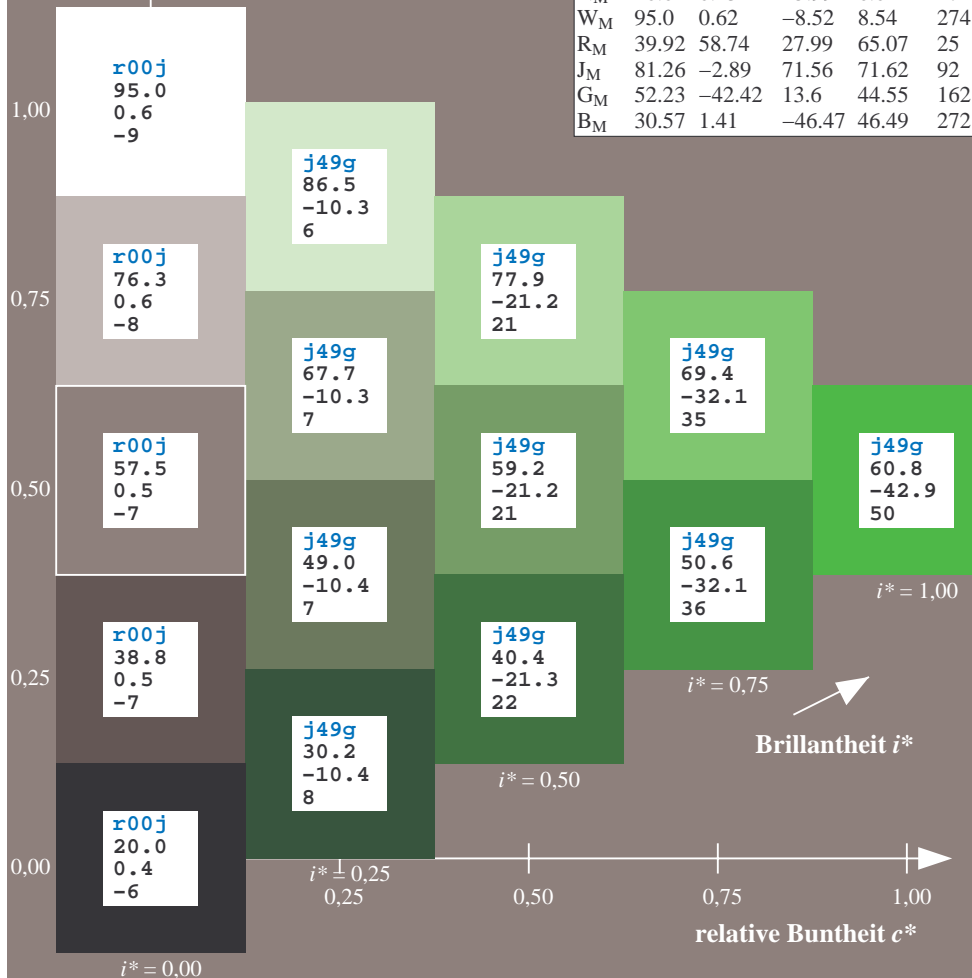 W_M 95.0 0.62 −8.52 8.54 274
R_M 39.92 58.74 27.99 65.07 25
J_M 81.26 −2.89 71.56 71.62 92
G_M 52.23 −42.42 13.6 44.55 162
B_M 30.57 1.41 −46.47 46.49 272
1,00
r00j
95.0
0.6
−9
j49g
86.5
−10.3
6
0,75
r00j
76.3
0.6
−8
j49g
77.9
−21.2
21
j49g
67.7
−10.3
7
j49g
69.4
−32.1
35
0,50
r00j
57.5
0.5
−7
j49g
59.2
−21.2
21
j49g
60.8
−42.9
50
j49g
49.0
−10.4
7
j49g
50.6
−32.1
36
i* = 1,00
0,25
r00j
38.8
0.5
−7
j49g
40.4
−21.3
22
i* = 0,75
j49g
30.2
−10.4
8
Brillantheit i*
i* = 0,50
0,00
r00j
20.0
0.4
−6
i* = 0,25
0,25 0,50 0,75 1,00
relative Buntheit c*
i* = 0,00